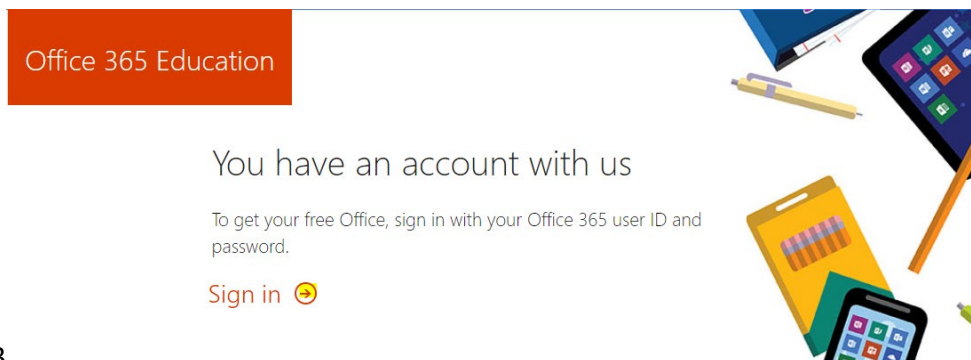 Office 365 Education
You have an account with us
To get your free Office, sign in with your Office 365 user ID and
password.
Sign in